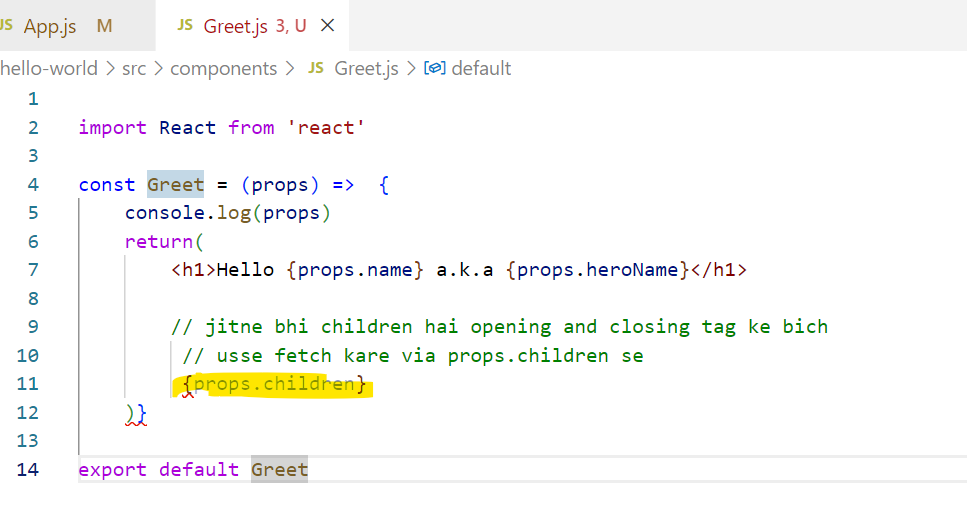 JS App.js M JS Greet.js 3, U ×
hello-world > src > components > JS Greet.js > default
1
2 import React from 'react'
3
4 const Greet = (props) => {
5 console.log(props)
6 return(
7 <h1>Hello {props.name} a.k.a {props.heroName}</h1>
8
9 // jitne bhi children hai opening and closing tag ke bich
10 // usse fetch kare via props.children se
11 {props.children}
12 )}
13
14 export default Greet